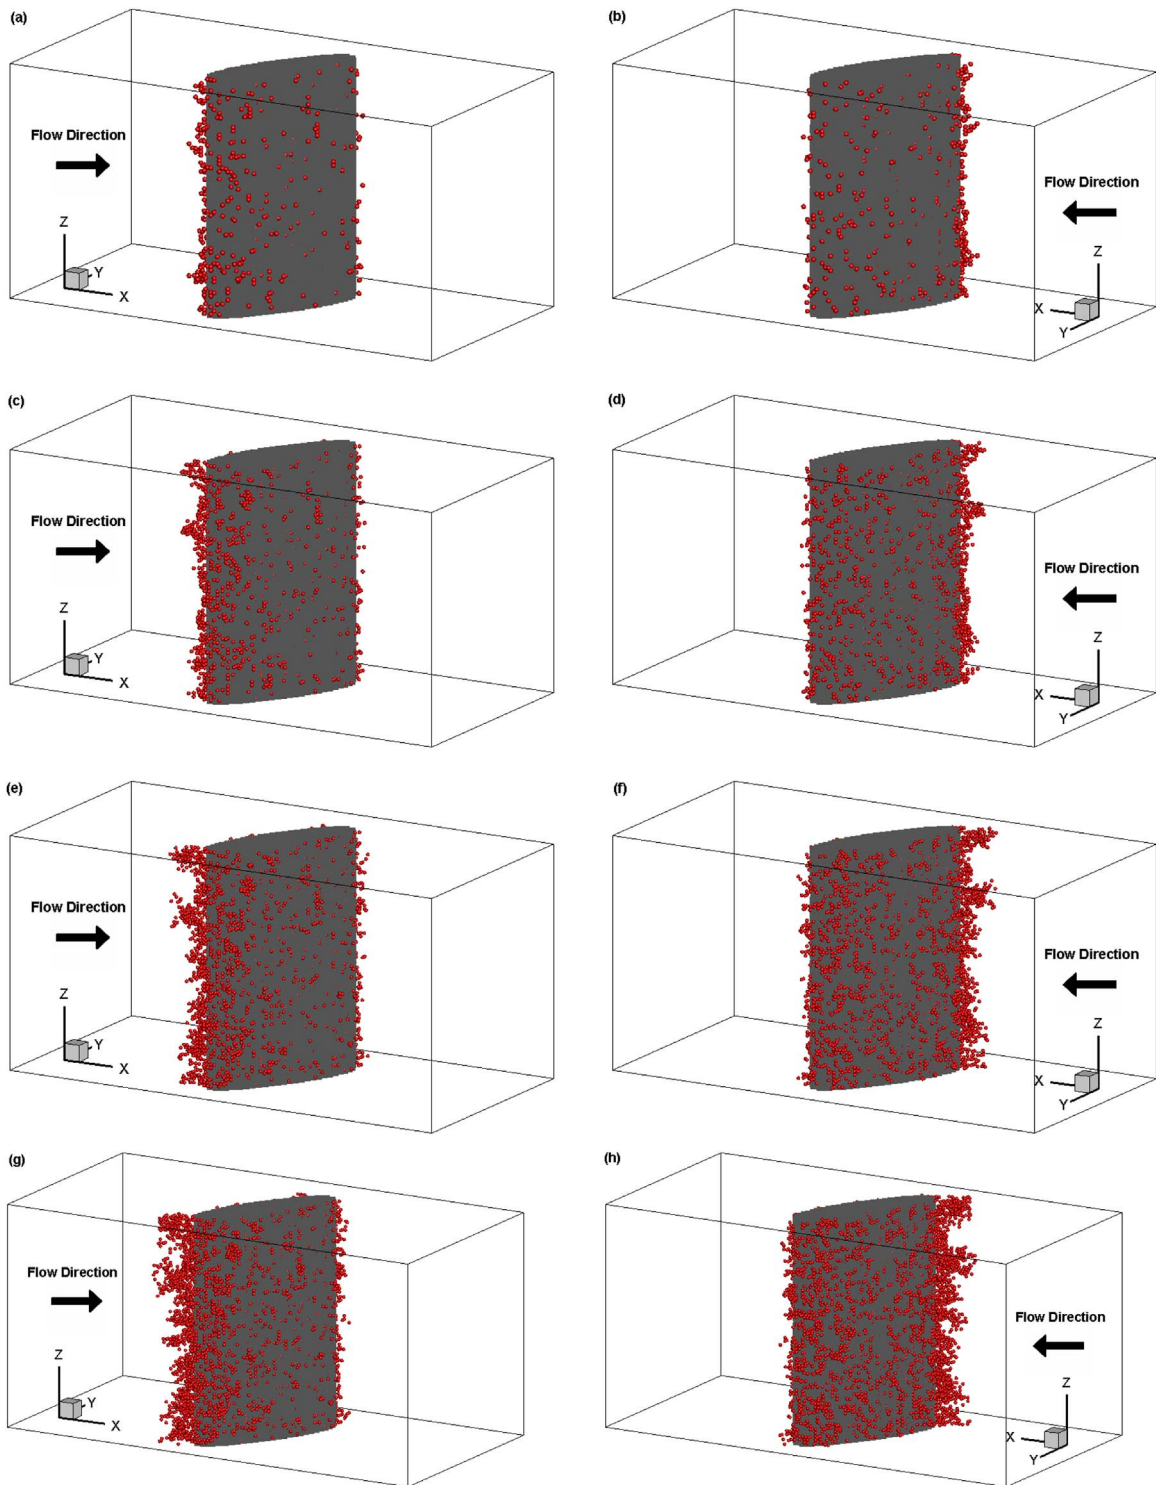 (a)
Flow Direction
Z
Y
X
(b)
Flow Direction
Z
X
Y
(c)
Flow Direction
Z
Y
X
(d)
Flow Direction
Z
X
Y
(e)
Flow Direction
Z
Y
X
(f)
Flow Direction
Z
X
Y
(g)
Flow Direction
Z
Y
X
(h)
Flow Direction
Z
X
Y